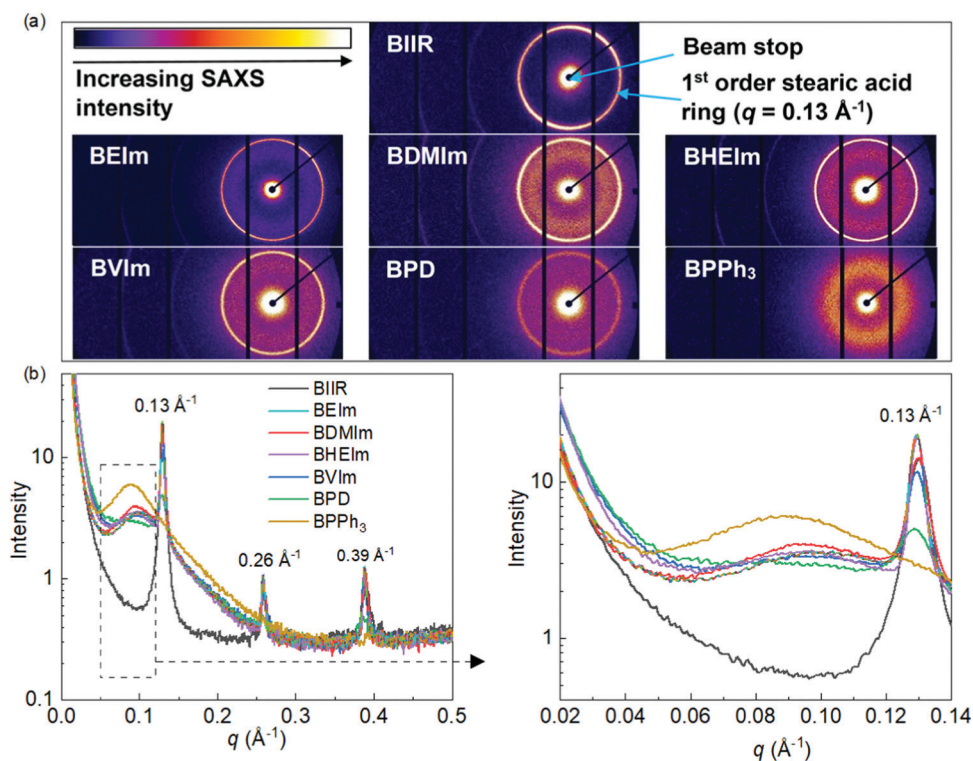 (a)
Increasing SAXS
intensity
BIIR
Beam stop
1st order stearic acid
ring (q = 0.13 Å⁻¹)
BEIm
BDMIm
BHEIm
BVIm
BPD
BPPh₃
(b)
Intensity
10
1
0.1
0.13 Å⁻¹
0.26 Å⁻¹
0.39 Å⁻¹
BIIR
BEIm
BDMIm
BHEIm
BVIm
BPD
BPPh₃
0.0 0.1 0.2 0.3 0.4 0.5
q (Å⁻¹)
Intensity
10
1
0.13 Å⁻¹
0.02 0.04 0.06 0.08 0.10 0.12 0.14
q (Å⁻¹)